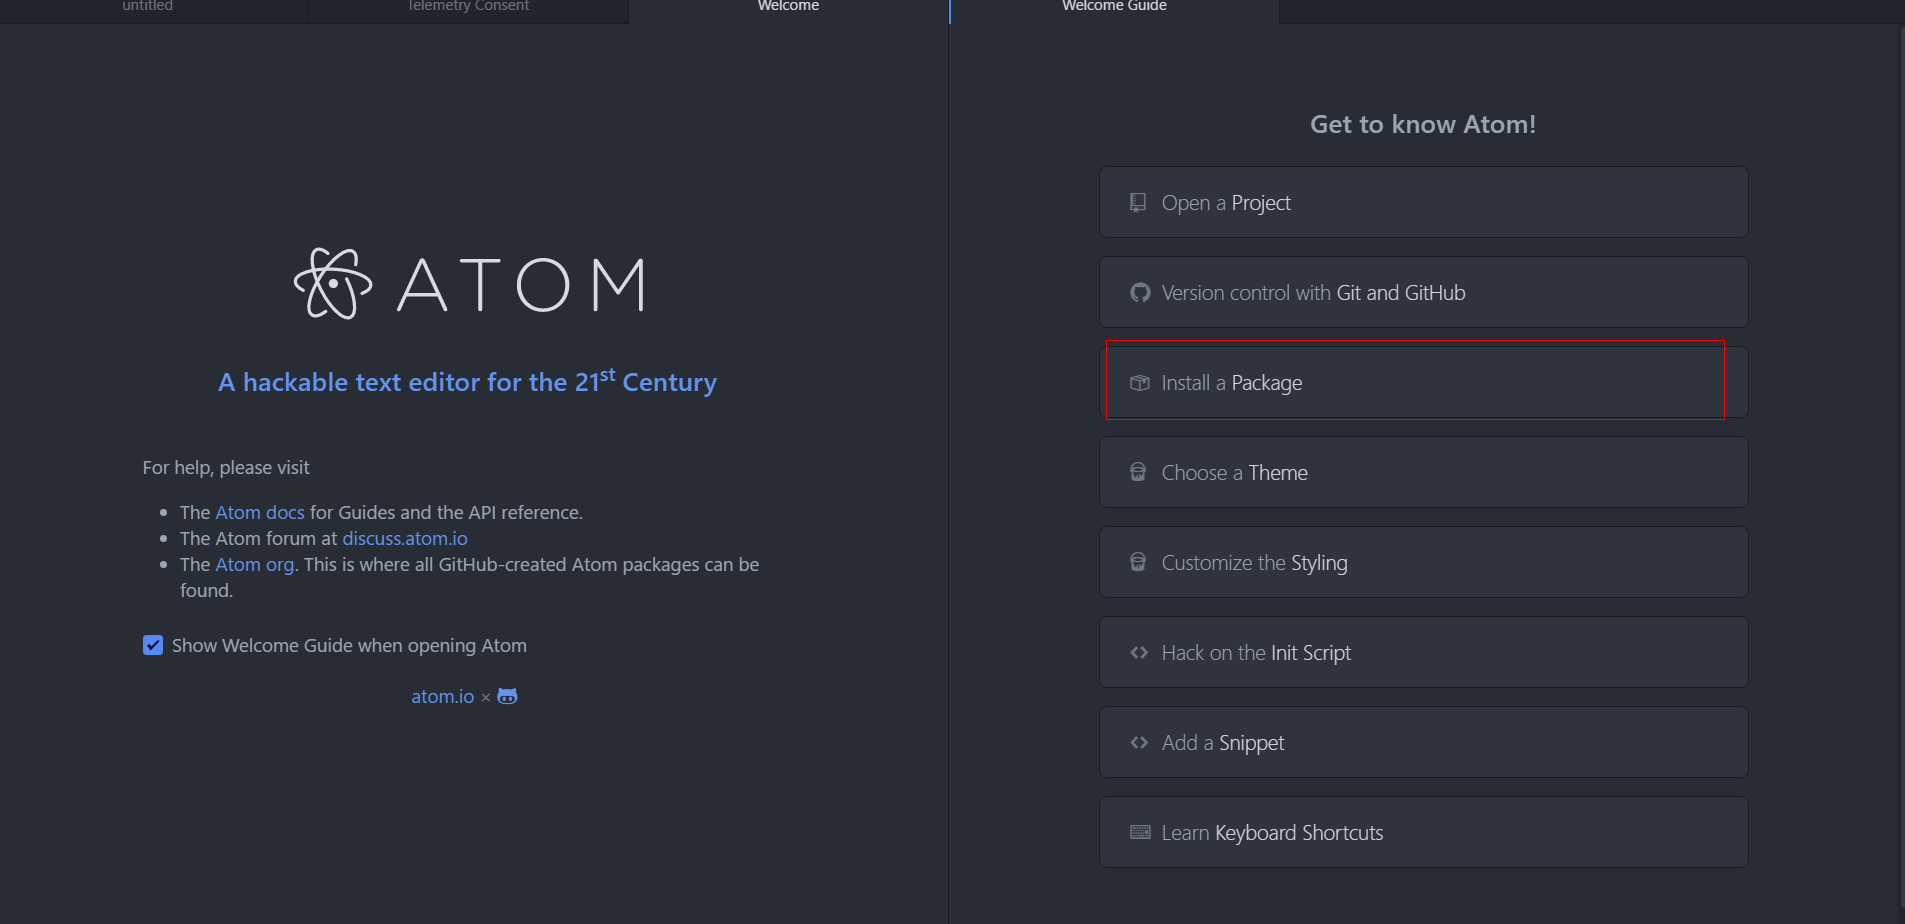 untitled
Telemetry Consent
Welcome
Welcome Guide
ATOM
A hackable text editor for the 21st Century
For help, please visit
The Atom docs for Guides and the API reference.
The Atom forum at discuss.atom.io
The Atom org. This is where all GitHub-created Atom packages can be
found.
Show Welcome Guide when opening Atom
atom.io ×
Get to know Atom!
Open a Project
Version control with Git and GitHub
Install a Package
Choose a Theme
Customize the Styling
Hack on the Init Script
Add a Snippet
Learn Keyboard Shortcuts